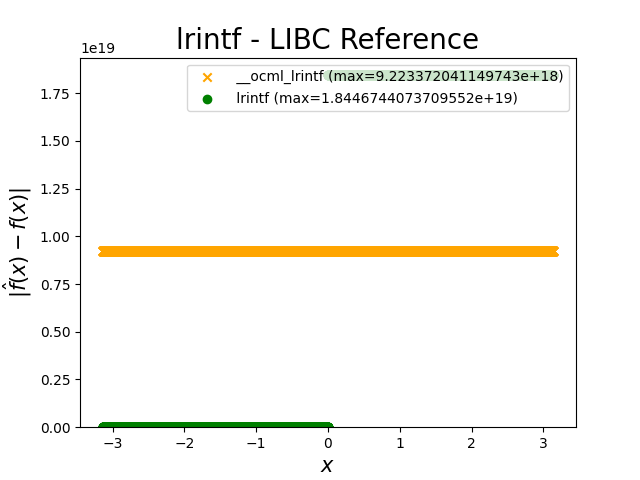 lrintf - LIBC Reference
1e19
__ocml_lrintf (max=9.223372041149743e+18)
lrintf (max=1.8446744073709552e+19)
1.75
1.50
1.25
1.00
0.75
0.50
0.25
0.00
|f̂(x) − f(x)|
−3 −2 −1 0 1 2 3
x